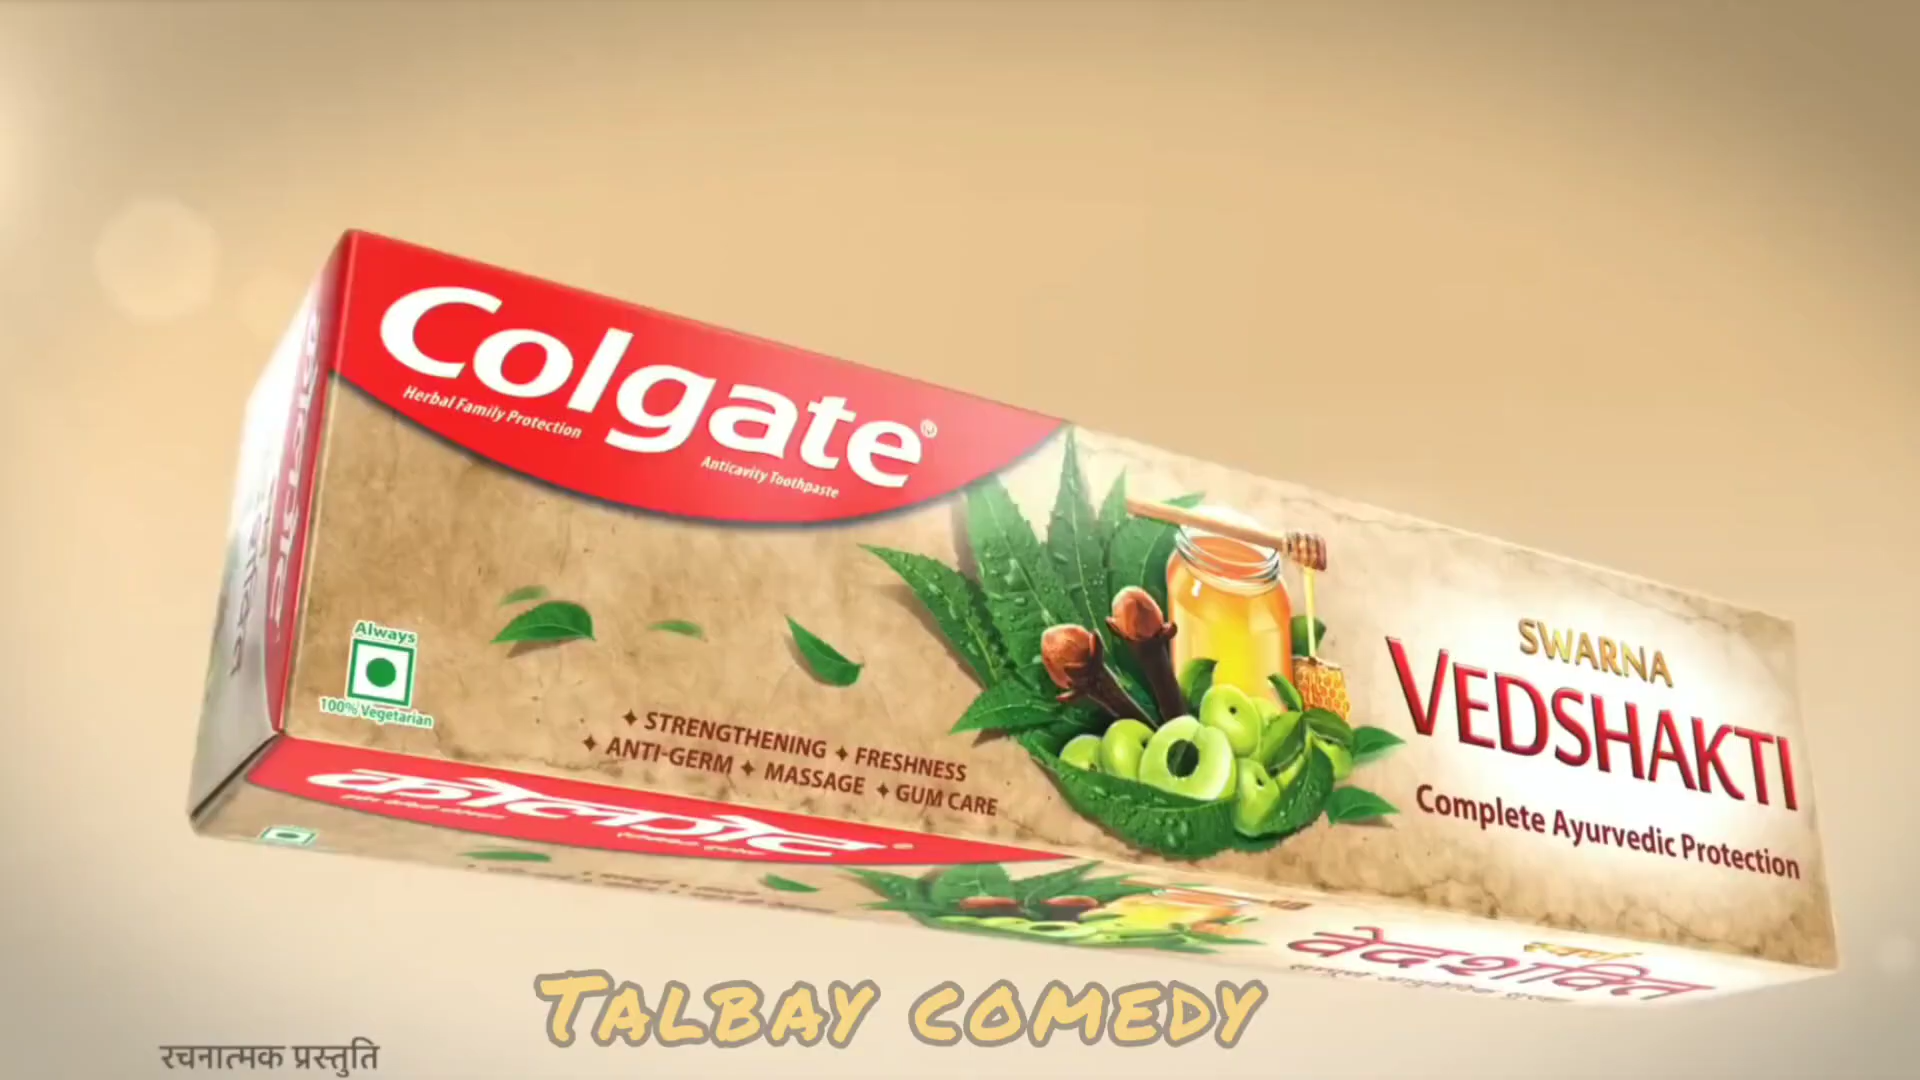 Colgate®
Herbal Family Protection
Anticavity Toothpaste
Always
100% Vegetarian
✦ STRENGTHENING ✦ FRESHNESS
✦ ANTI-GERM ✦ MASSAGE ✦ GUM CARE
SWARNA
VEDSHAKTI
Complete Ayurvedic Protection
कोलगेट
स्वर्ण
वेदशक्ति
TALBAY COMEDY
रचनात्मक प्रस्तुति